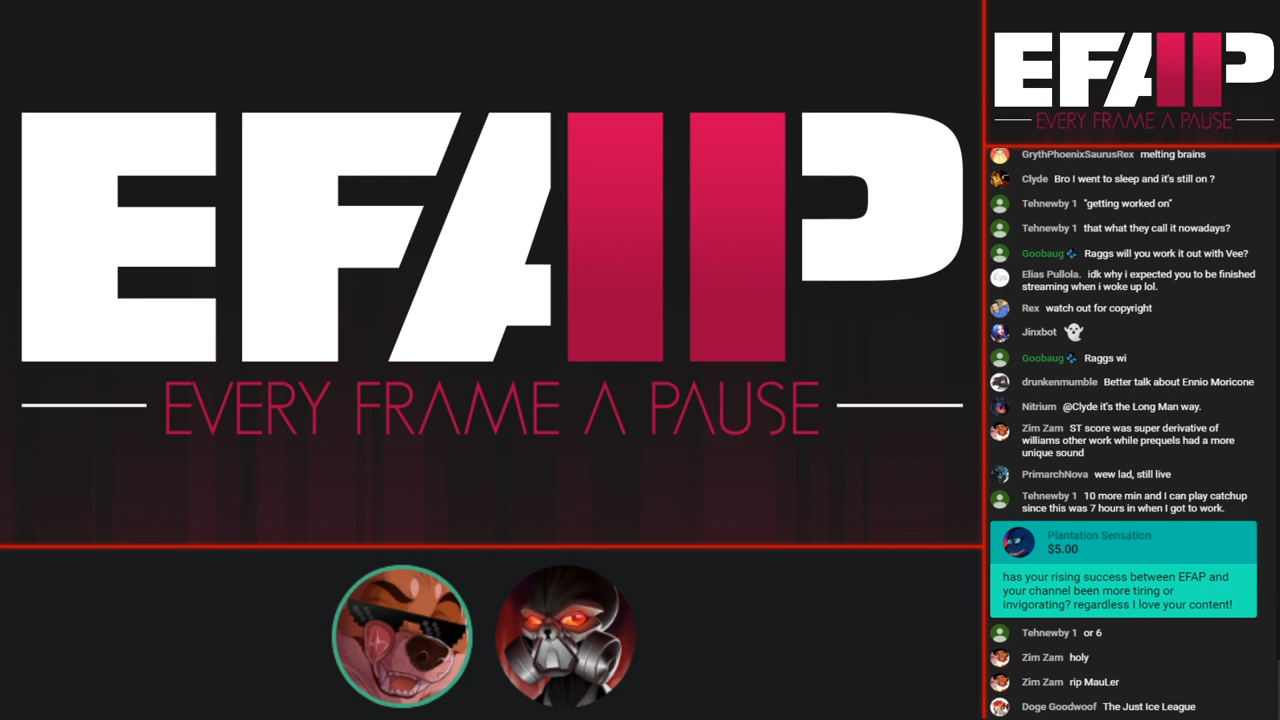 EFAP
EVERY FRAME A PAUSE
EFAP
EVERY FRAME A PAUSE
GrythPhoenixSaurusRex melting brains
Clyde Bro I went to sleep and it's still on ?
Tehnewby 1 "getting worked on"
Tehnewby 1 that what they call it nowadays?
Goobaug Raggs will you work it out with Vee?
Elias Pullola. idk why i expected you to be finished
streaming when i woke up lol.
Rex watch out for copyright
Jinxbot
Goobaug Raggs wi
drunkenmumble Better talk about Ennio Moricone
Nitrium @Clyde it's the Long Man way.
Zim Zam ST score was super derivative of
williams other work while prequels had a more
unique sound
PrimarchNova wew lad, still live
Tehnewby 1 10 more min and I can play catchup
since this was 7 hours in when I got to work.
Plantation Sensation
$5.00
has your rising success between EFAP and
your channel been more tiring or
invigorating? regardless I love your content!
Tehnewby 1 or 6
Zim Zam holy
Zim Zam rip MauLer
Doge Goodwoof The Just Ice League